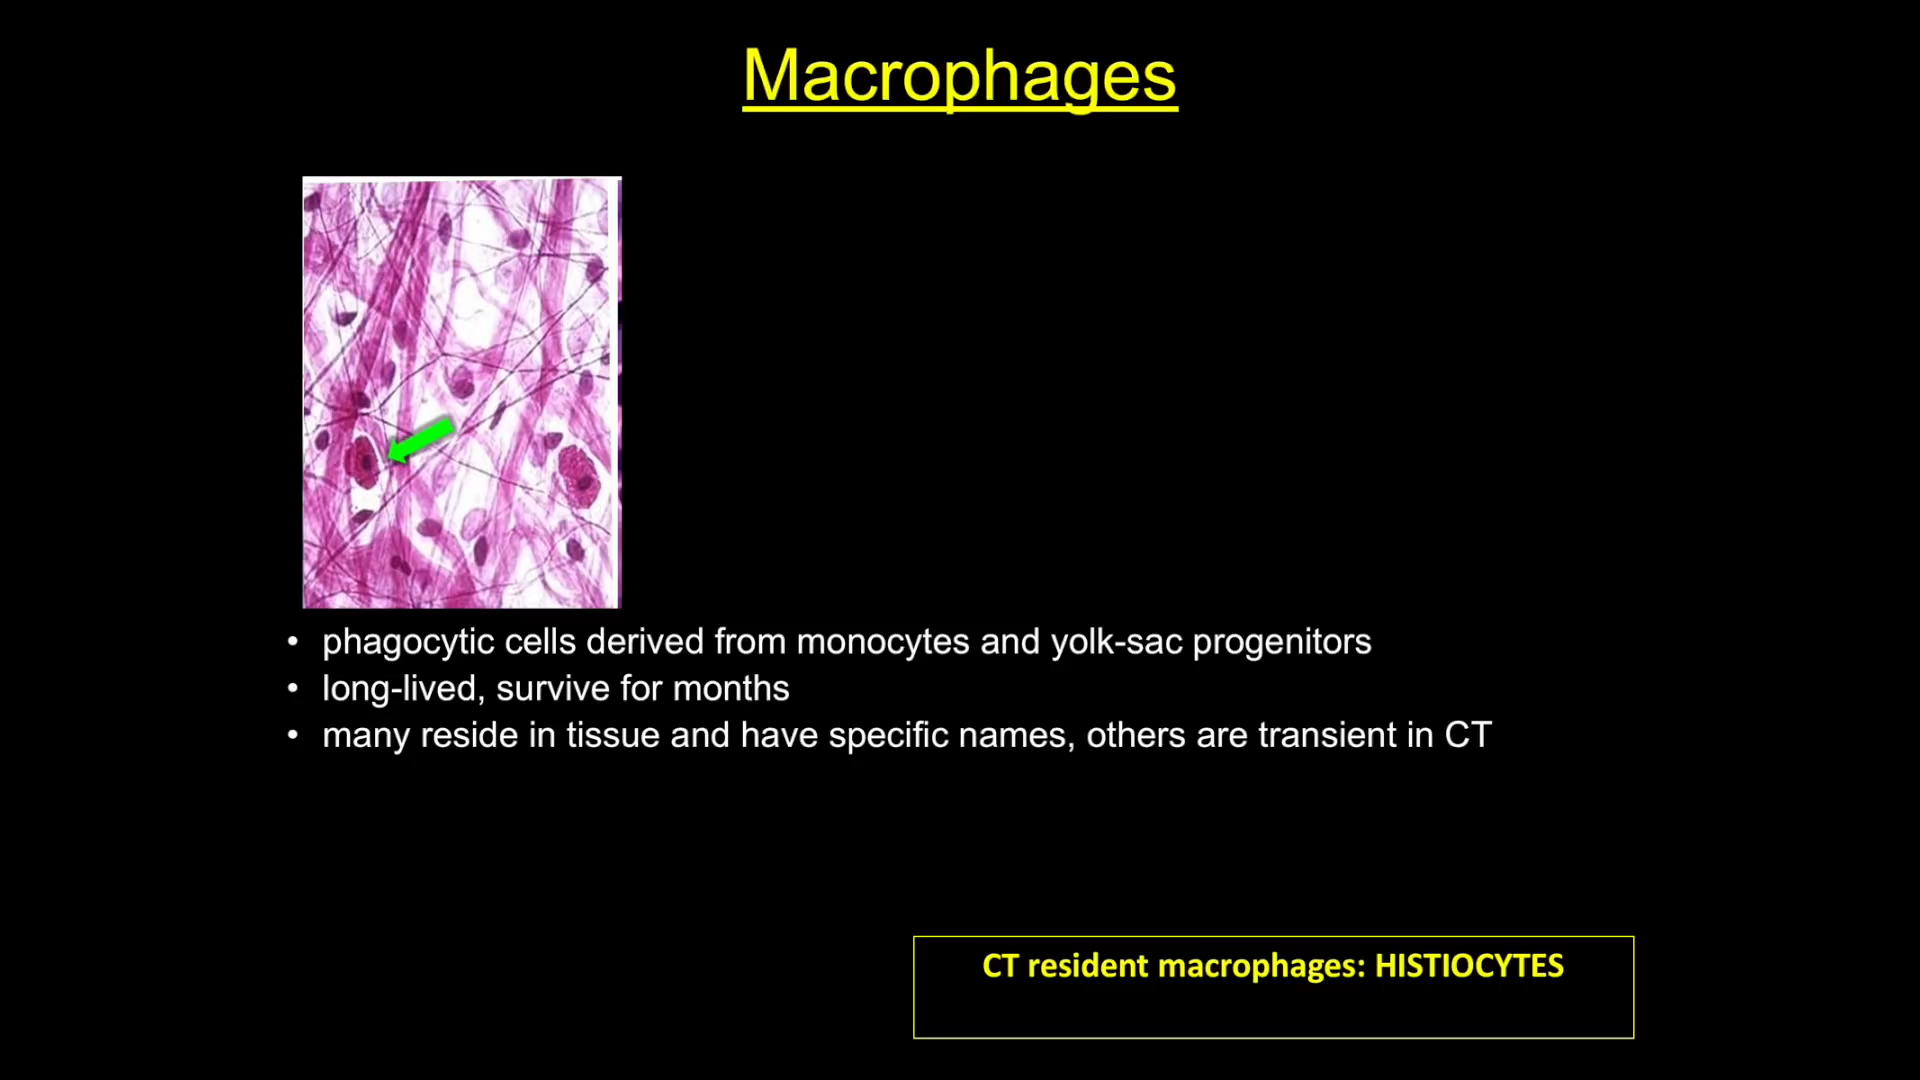 Macrophages
• phagocytic cells derived from monocytes and yolk-sac progenitors
• long-lived, survive for months
• many reside in tissue and have specific names, others are transient in CT
CT resident macrophages: HISTIOCYTES